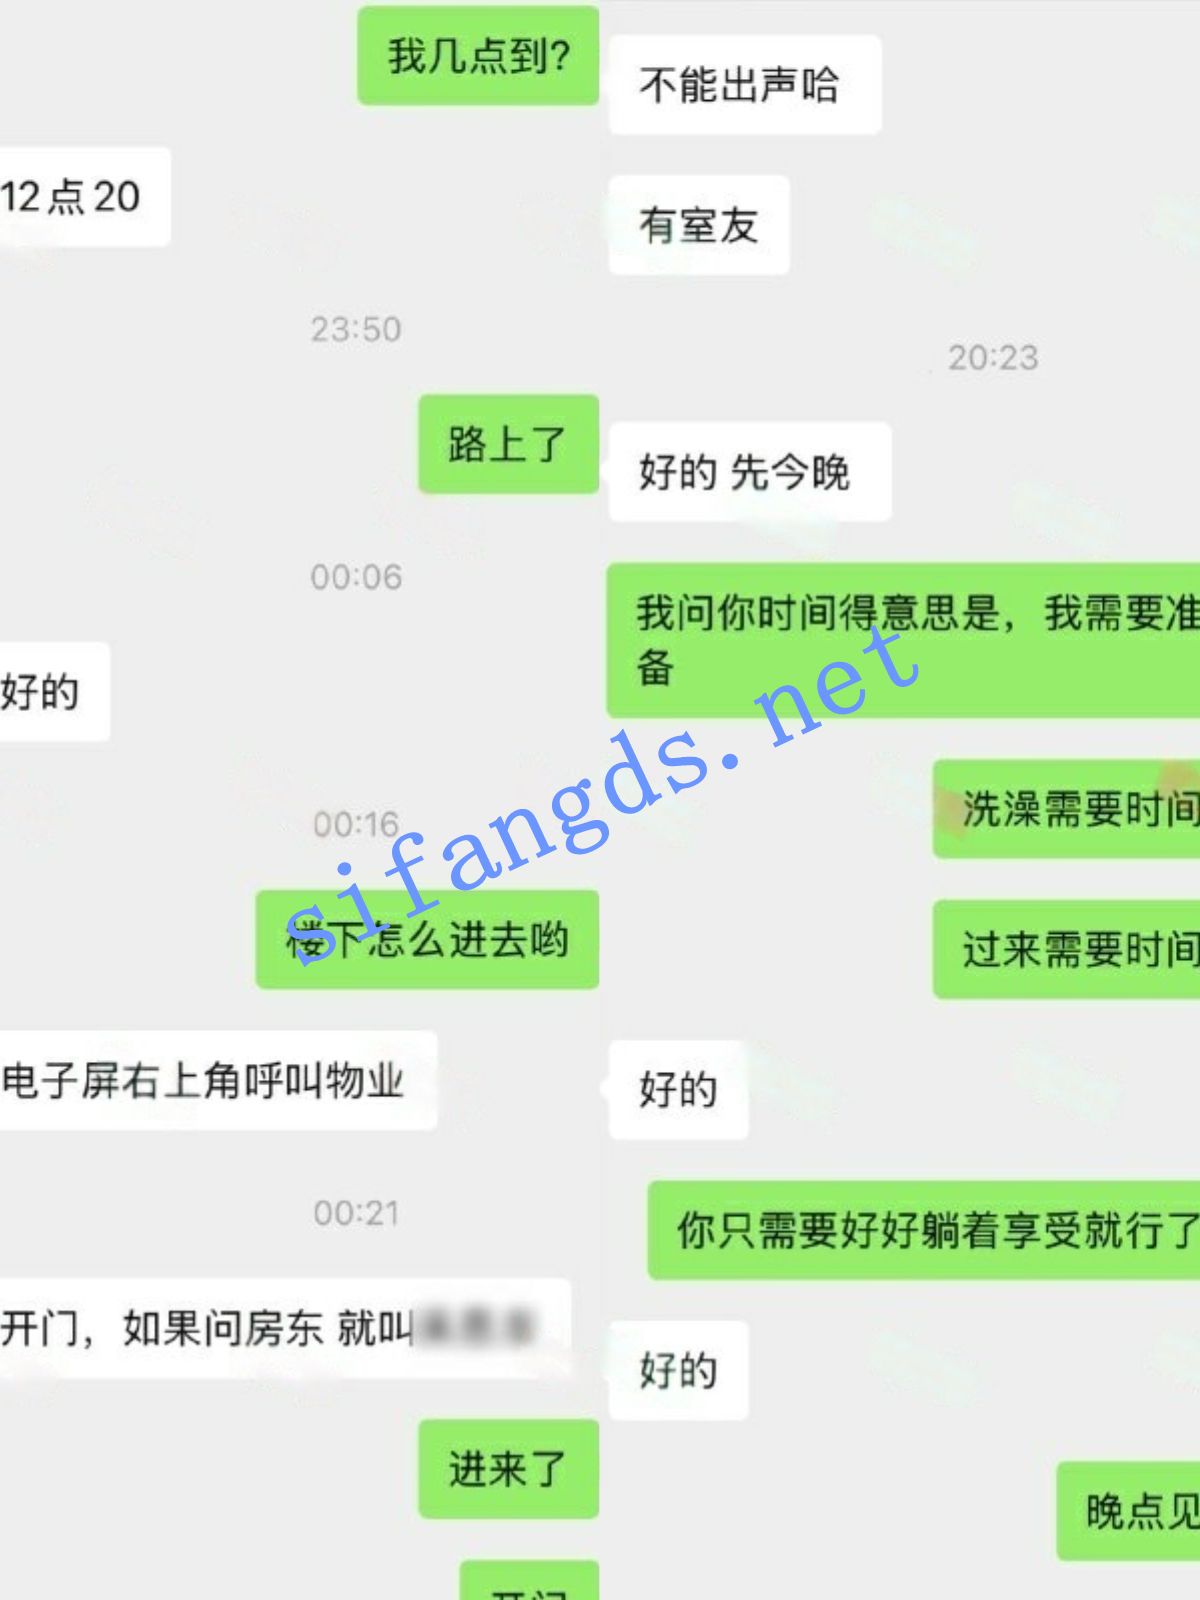 我几点到?
12点20
23:50
路上了
00:06
好的
00:16
楼下怎么进去哟
电子屏右上角呼叫物业
00:21
开门，如果问房东 就叫
进来了
开门
不能出声哈
有室友
20:23
好的 先今晚
我问你时间得意思是，我需要准
备
洗澡需要时间
过来需要时间
好的
你只需要好好躺着享受就行了
好的
晚点见
sifangds.net